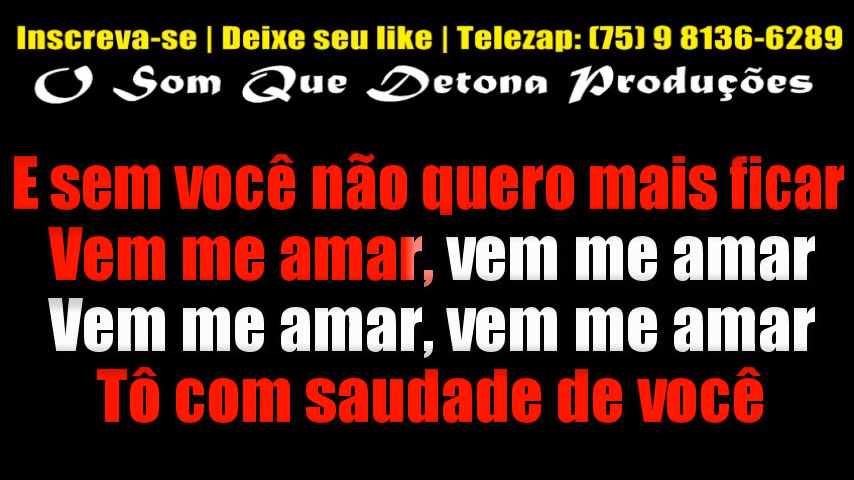 Inscreva-se | Deixe seu like | Telezap: (75) 9 8136-6289
O Som Que Detona Produções
E sem você não quero mais ficar
Vem me amar, vem me amar
Vem me amar, vem me amar
Tô com saudade de você